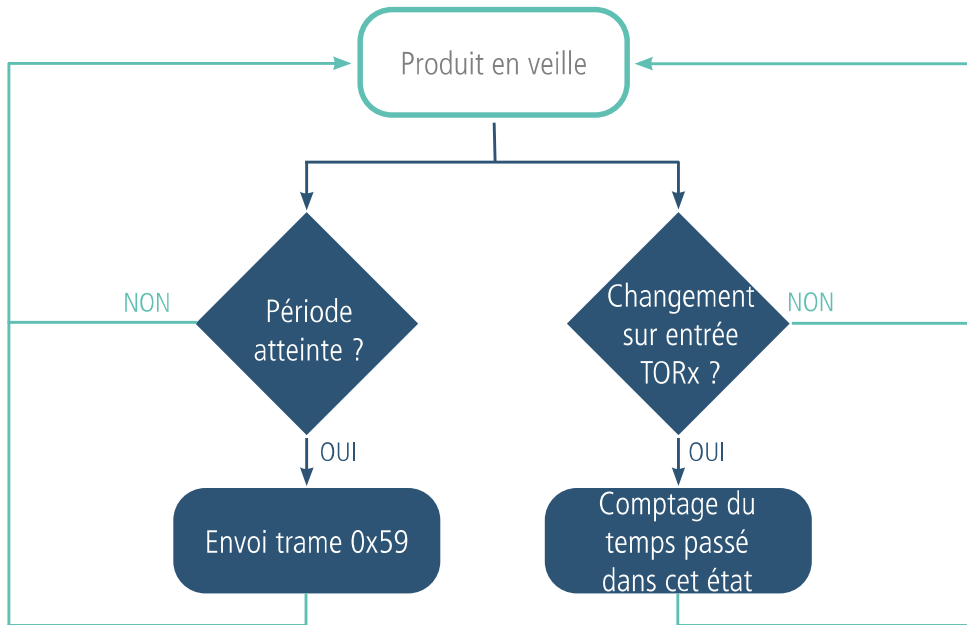 Produit en veille
NON
Période
atteinte ?
Changement
sur entrée
TORx ?
NON
OUI
OUI
Envoi trame 0x59
Comptage du
temps passé
dans cet état